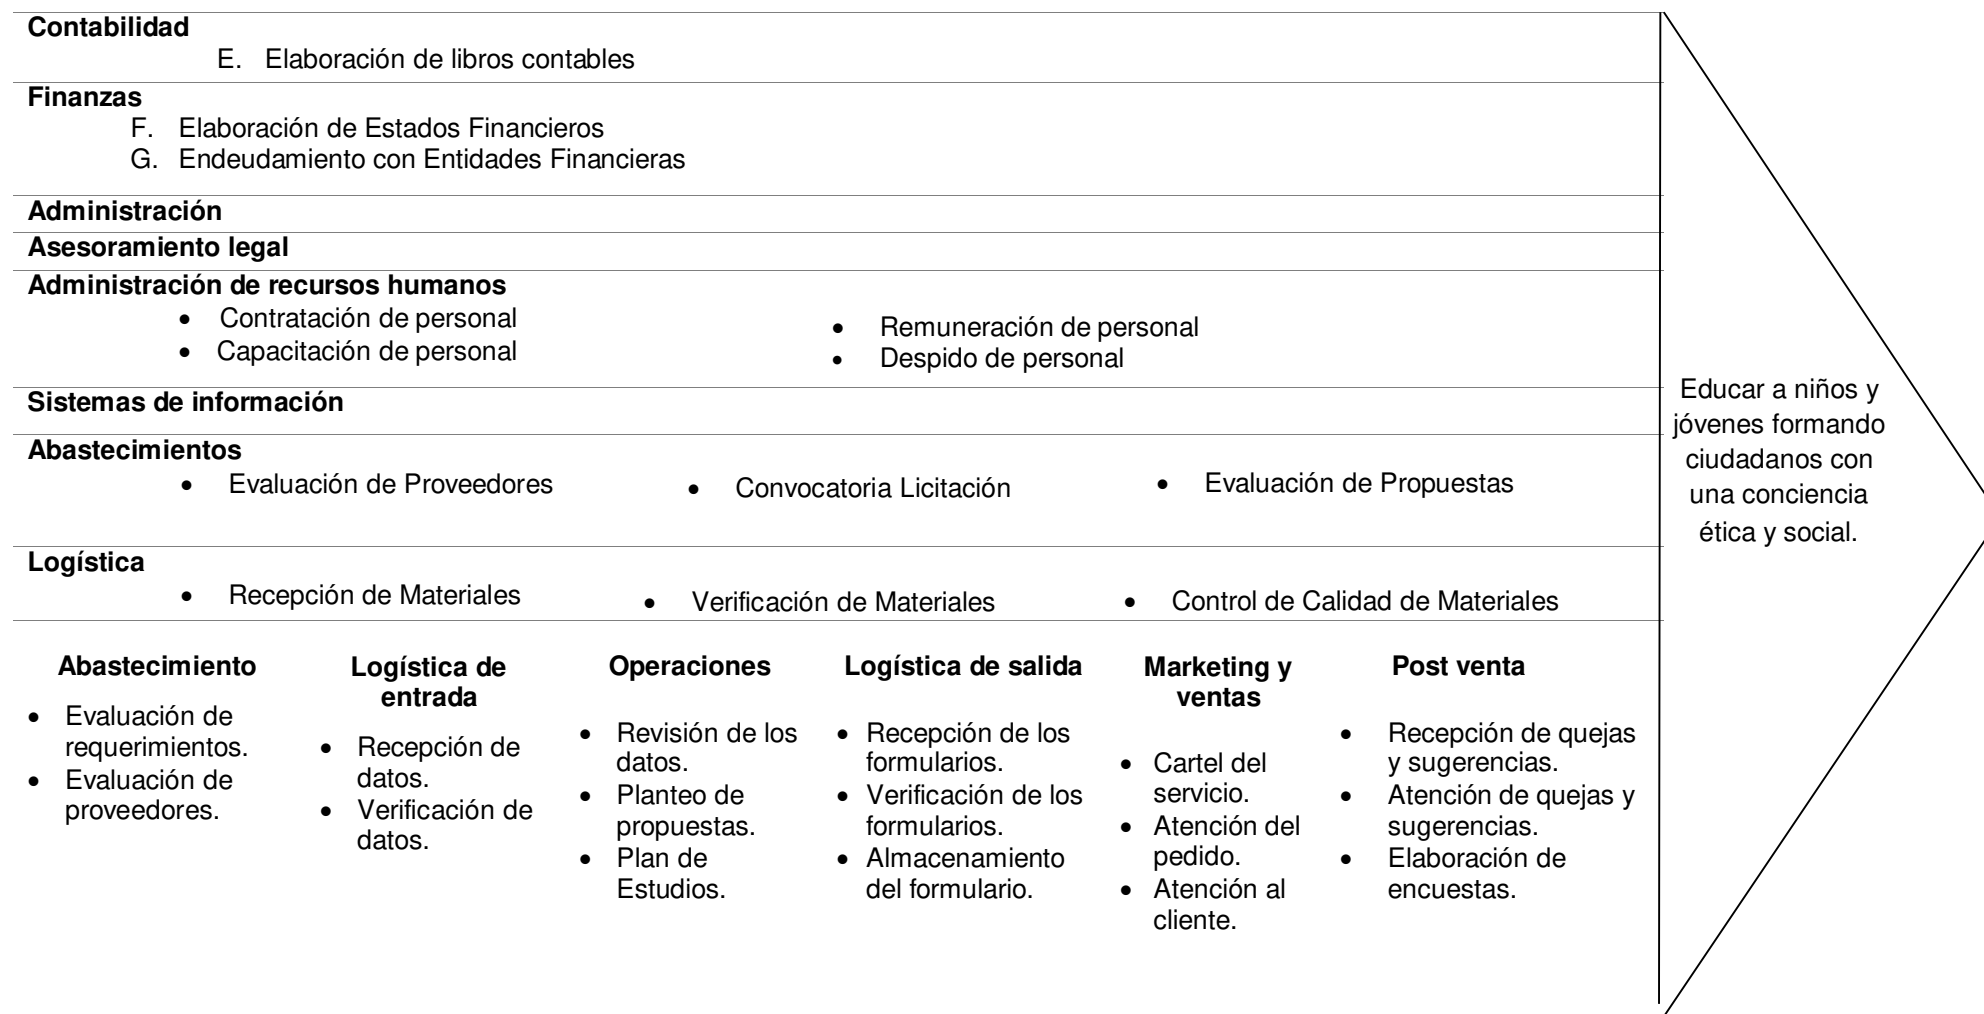 Contabilidad
E. Elaboración de libros contables
Finanzas
F. Elaboración de Estados Financieros
G. Endeudamiento con Entidades Financieras
Administración
Asesoramiento legal
Administración de recursos humanos
• Contratación de personal
• Capacitación de personal
• Remuneración de personal
• Despido de personal
Sistemas de información
Abastecimientos
• Evaluación de Proveedores
• Convocatoria Licitación
• Evaluación de Propuestas
Logística
• Recepción de Materiales
• Verificación de Materiales
• Control de Calidad de Materiales
Abastecimiento
• Evaluación de
requerimientos.
• Evaluación de
proveedores.
Logística de
entrada
• Recepción de
datos.
• Verificación de
datos.
Operaciones
• Revisión de los
datos.
• Planteo de
propuestas.
• Plan de
Estudios.
Logística de salida
• Recepción de los
formularios.
• Verificación de los
formularios.
• Almacenamiento
del formulario.
Marketing y
ventas
• Cartel del
servicio.
• Atención del
pedido.
• Atención al
cliente.
Post venta
• Recepción de quejas
y sugerencias.
• Atención de quejas y
sugerencias.
• Elaboración de
encuestas.
Educar a niños y
jóvenes formando
ciudadanos con
una conciencia
ética y social.